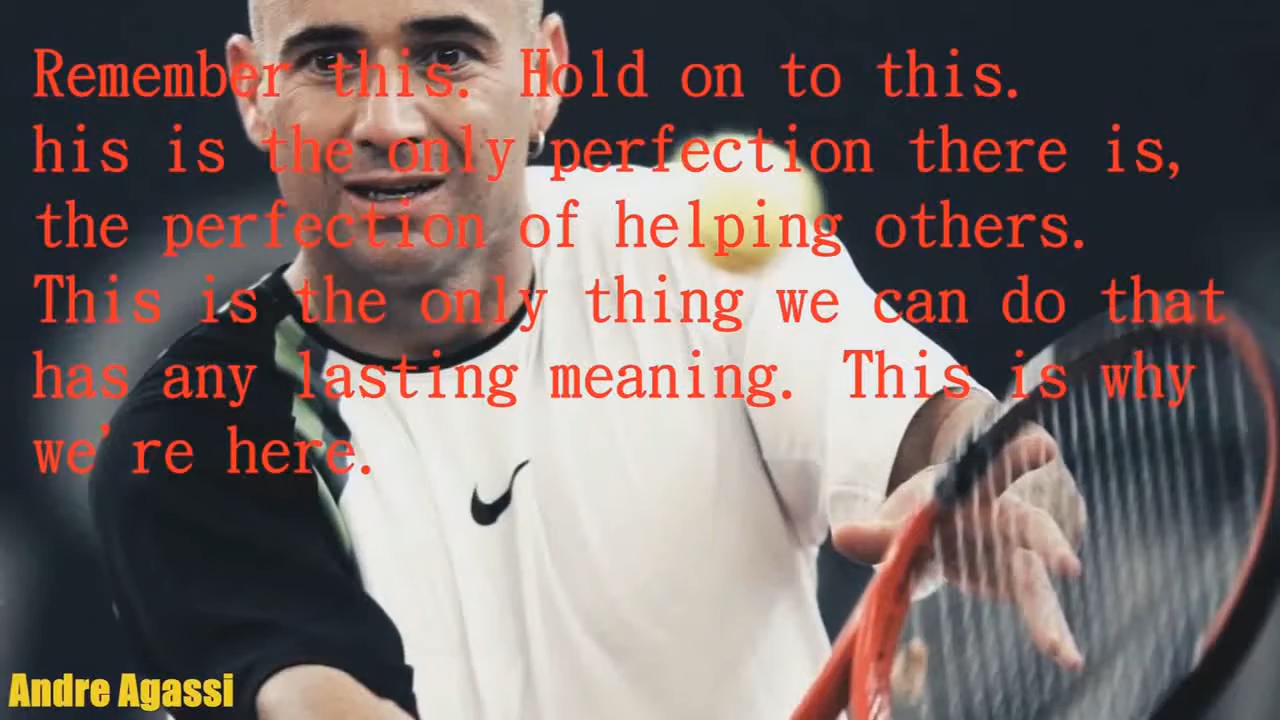 Remember this. Hold on to this.
his is the only perfection there is,
the perfection of helping others.
This is the only thing we can do that
has any lasting meaning. This is why
we're here.
Andre Agassi